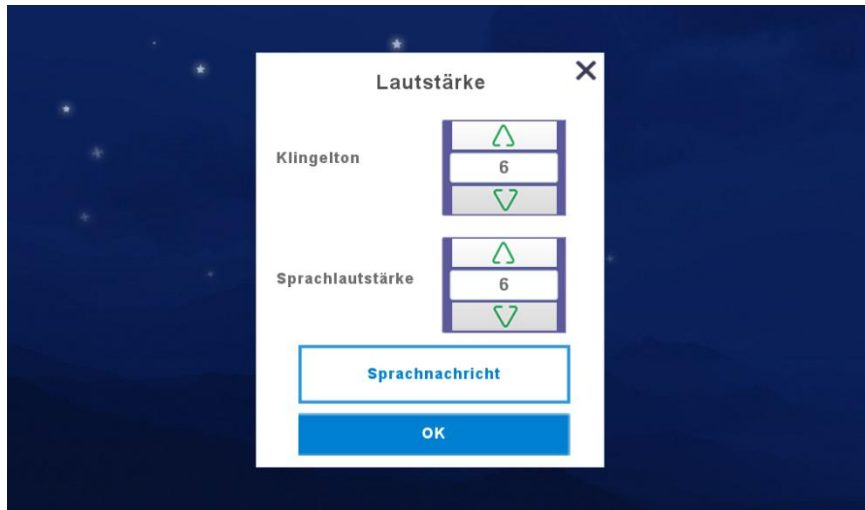 Lautstärke
Klingelton
6
Sprachlautstärke
6
Sprachnachricht
OK